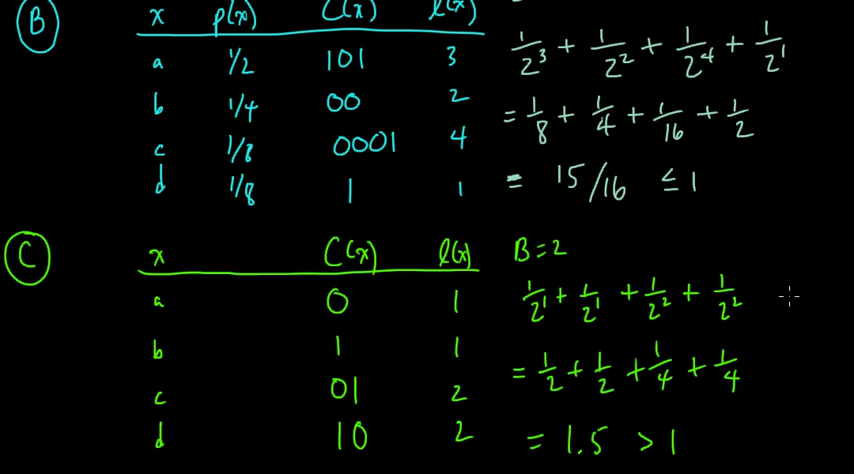 B x p(x) C(x) l(x)
a 1/2 101 3
b 1/4 00 2
c 1/8 0001 4
d 1/8 1 1
1/2³ + 1/2² + 1/2⁴ + 1/2¹
= 1/8 + 1/4 + 1/16 + 1/2
= 15/16 ≤ 1
C x C(x) l(x)
a 0 1
b 1 1
c 01 2
d 10 2
B = 2
1/2¹ + 1/2¹ + 1/2² + 1/2²
= 1/2 + 1/2 + 1/4 + 1/4
= 1.5 > 1